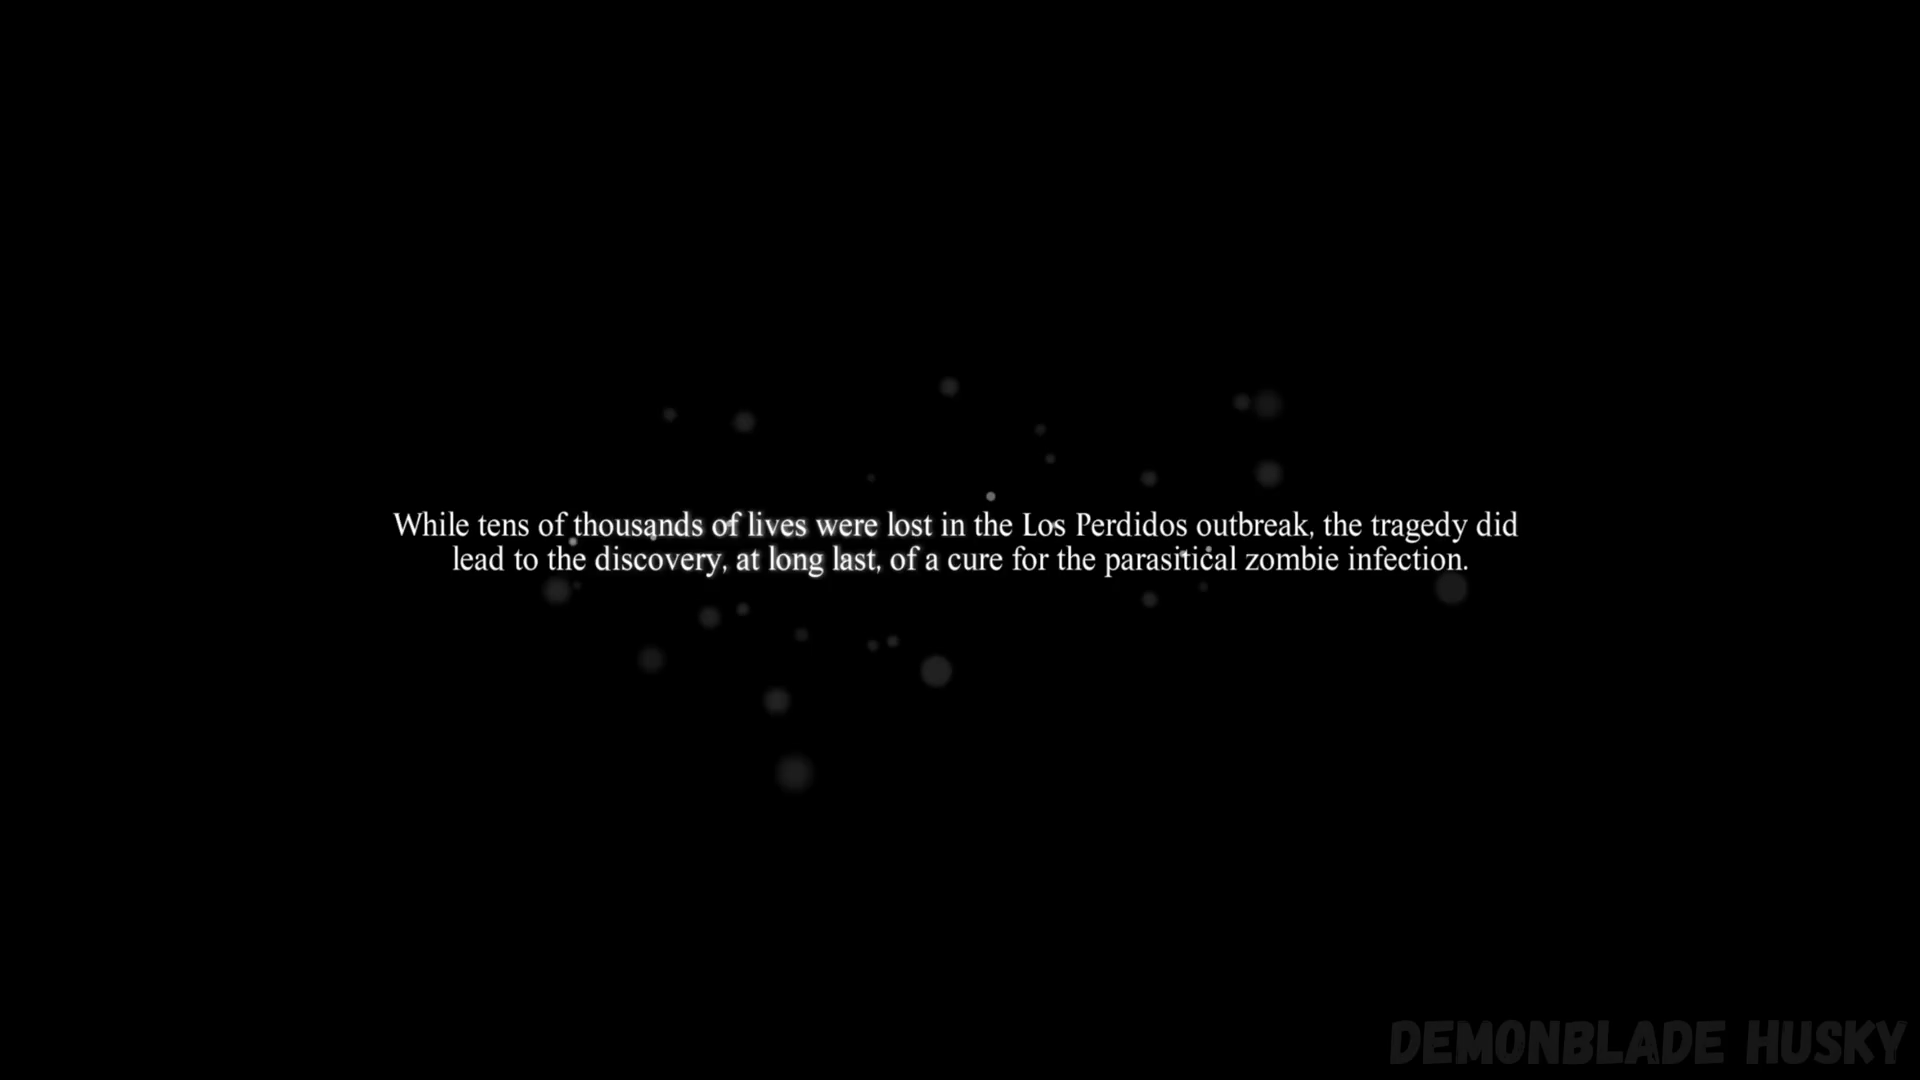 While tens of thousands of lives were lost in the Los Perdidos outbreak, the tragedy did
lead to the discovery, at long last, of a cure for the parasitical zombie infection.
DEMONBLADE HUSKY